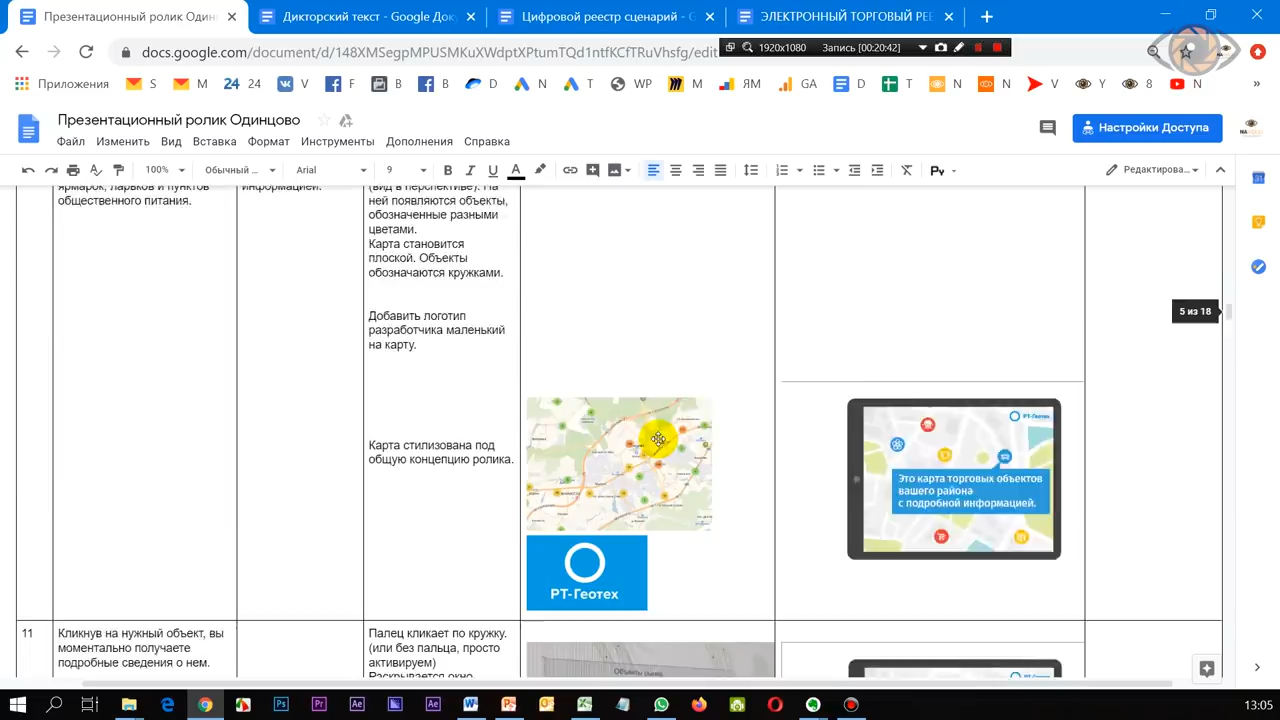 Презентационный ролик Один
Дикторский текст - Google Док
Цифровой реестр сценарий - G
ЭЛЕКТРОННЫЙ ТОРГОВЫЙ РЕЕ
docs.google.com/document/d/148XMSegpMPUSMKuXWdptXPtumTQd1ntfKCfTRuVhsfg/edit
1920x1080
Запись [00:20:42]
Приложения
S
M
24
24
V
F
B
B
D
N
T
WP
M
ЯМ
GA
D
T
N
N
V
Y
8
N
»
Презентационный ролик Одинцово
Файл
Изменить
Вид
Вставка
Формат
Инструменты
Дополнения
Справка
Настройки Доступа
100%
Обычный ...
Arial
9
B
I
U
A
Редактирова...
ярмарок, ларьков и пунктов
общественного питания.
информацией.
(вид в перспективе). На
ней появляются объекты,
обозначенные разными
цветами.
Карта становится
плоской. Объекты
обозначаются кружками.
Добавить логотип
разработчика маленький
на карту.
Карта стилизована под
общую концепцию ролика.
РТ-Геотех
РТ-Геотех
Это карта торговых объектов
вашего района
с подробной информацией.
5 из 18
11
Кликнув на нужный объект, вы
моментально получаете
подробные сведения о нем.
Палец кликает по кружку.
(или без пальца, просто
активируем)
Раскрывается окно
13:05